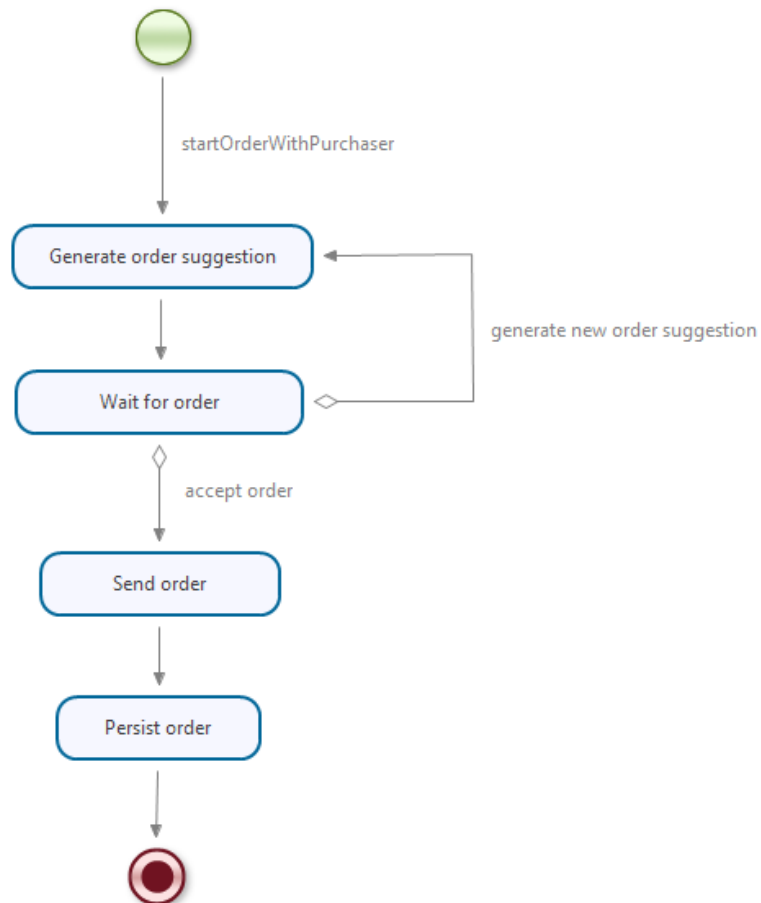 startOrderWithPurchaser
Generate order suggestion
generate new order suggestion
Wait for order
accept order
Send order
Persist order